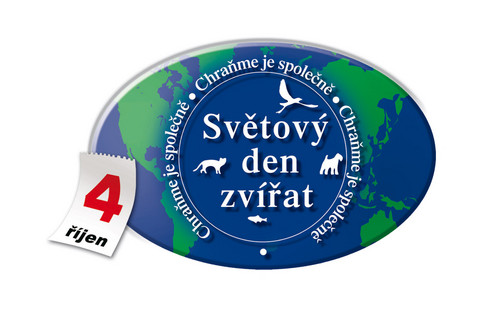 Chraňme je společně • Chraňme je společně • Chraňme je společně
Světový
den
zvířat
4
říjen